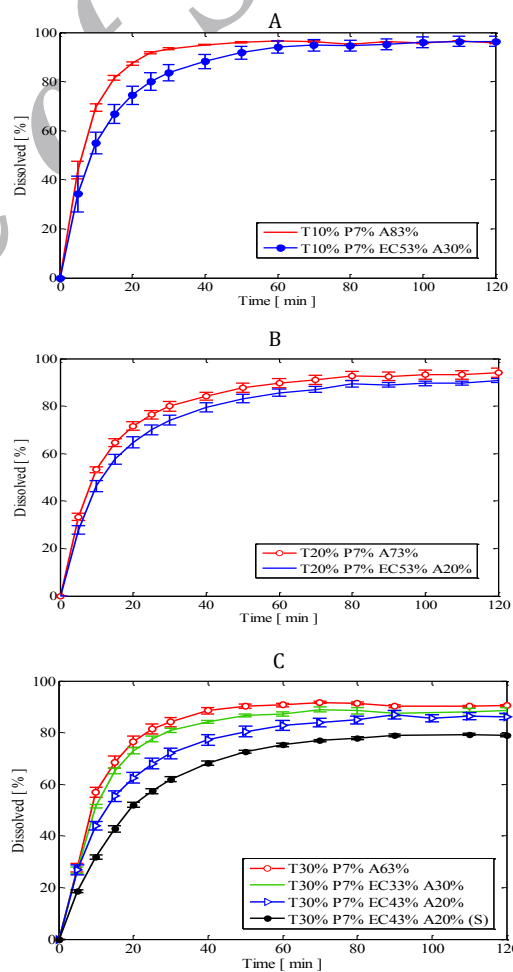 A
100
80
60
40
20
0
Dissolved [ % ]
T10% P7% A83%
T10% P7% EC53% A30%
0 20 40 60 80 100 120
Time [ min ]
B
100
80
60
40
20
0
Dissolved [ % ]
T20% P7% A73%
T20% P7% EC53% A20%
0 20 40 60 80 100 120
Time [ min ]
C
100
80
60
40
20
0
Dissolved [ % ]
T30% P7% A63%
T30% P7% EC33% A30%
T30% P7% EC43% A20%
T30% P7% EC43% A20% (S)
0 20 40 60 80 100 120
Time [ min ]